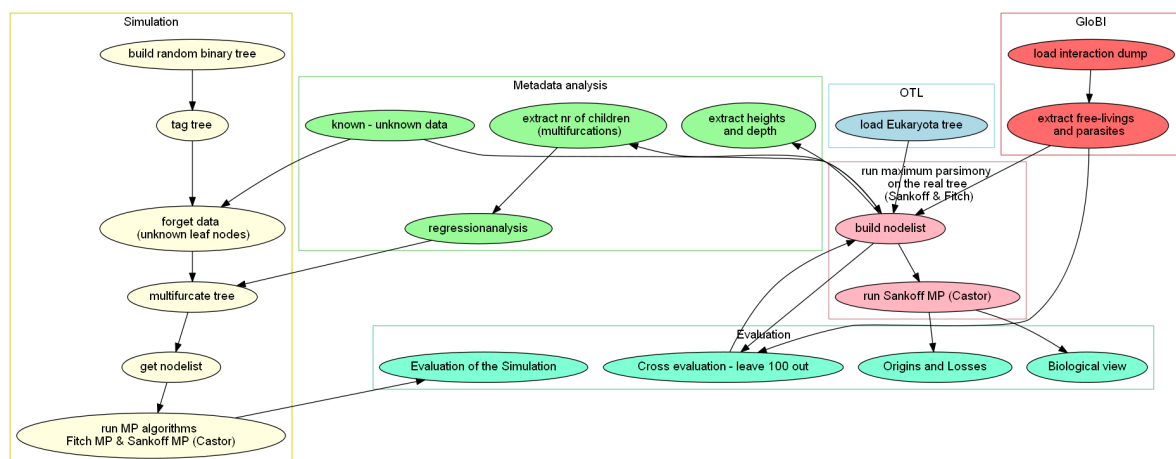 Simulation
build random binary tree
tag tree
forget data
(unknown leaf nodes)
multifurcate tree
get nodelist
run MP algorithms
Fitch MP & Sankoff MP (Castor)
Metadata analysis
known - unknown data
extract nr of children
(multifurcations)
extract heights
and depth
regressionanalysis
OTL
load Eukaryota tree
GloBI
load interaction dump
extract free-livings
and parasites
run maximum parsimony
on the real tree
(Sankoff & Fitch)
build nodelist
run Sankoff MP (Castor)
Evaluation
Evaluation of the Simulation
Cross evaluation - leave 100 out
Origins and Losses
Biological view